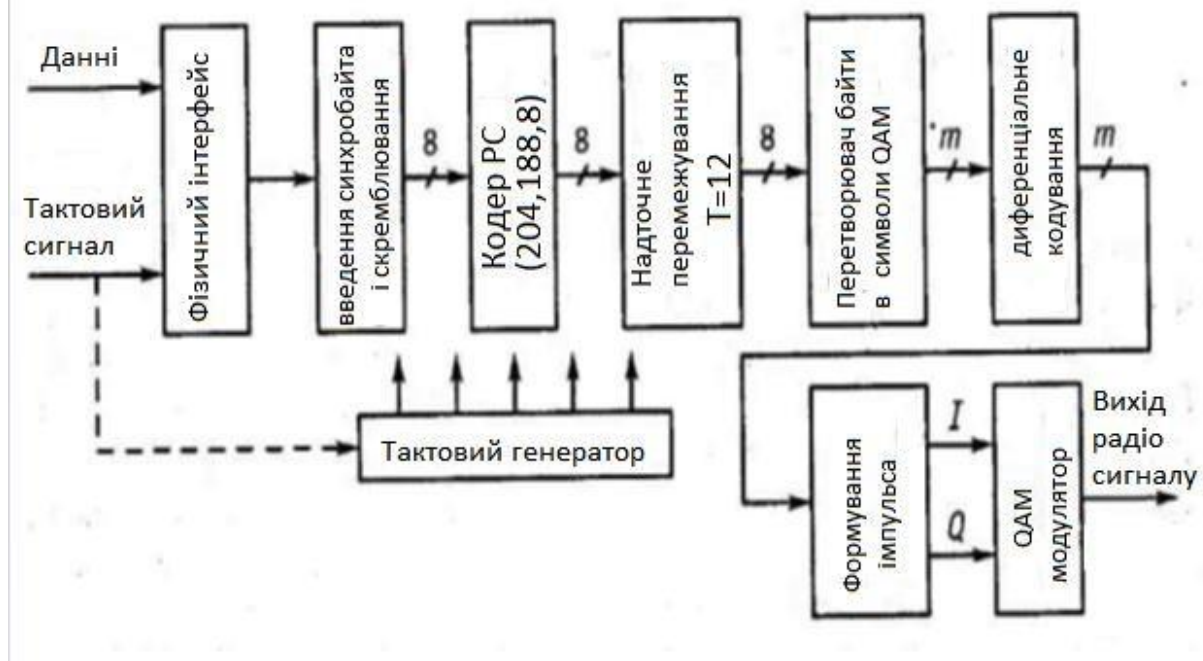 Данні
Тактовий
сигнал
Фізичний інтерфейс
введення синхробайта
і скремблювання
8
Кодер РС
(204,188,8)
8
Надточне
перемежування
T=12
8
Перетворювач байти
в символи QAM
m
диференціальне
кодування
m
Тактовий генератор
Формування
імпульса
I
Q
QAM
модулятор
Вихід
радіо
сигналу